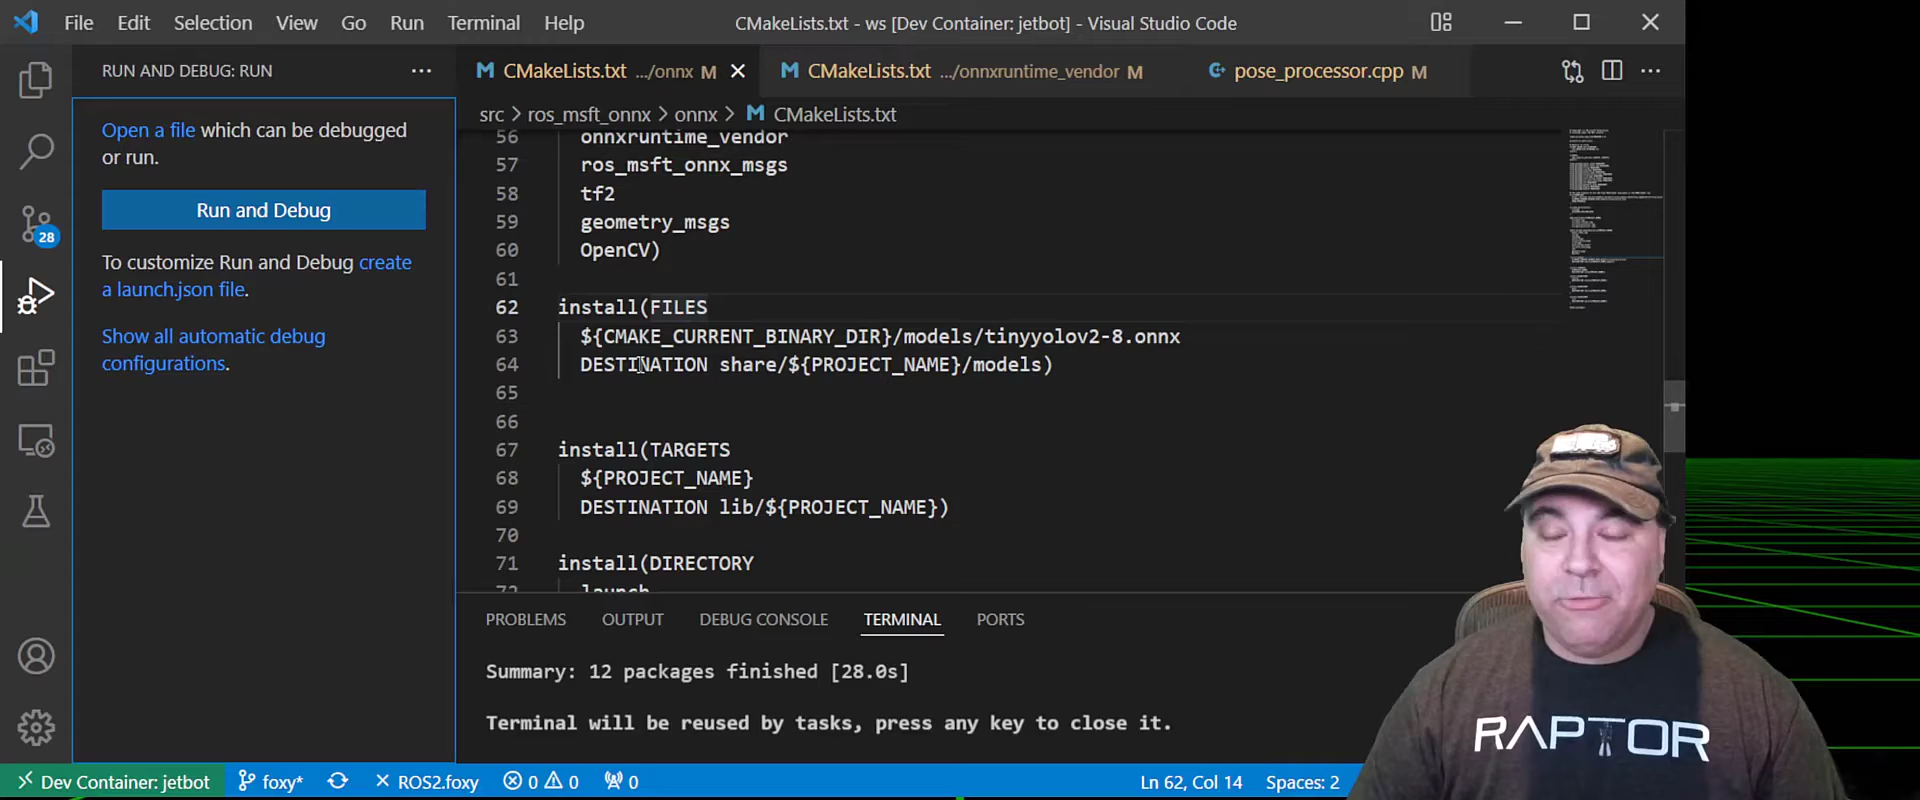 File Edit Selection View Go Run Terminal Help CMakeLists.txt - ws [Dev Container: jetbot] - Visual Studio Code
RUN AND DEBUG: RUN
Open a file which can be debugged
or run.
Run and Debug
To customize Run and Debug create
a launch.json file.
Show all automatic debug
configurations.
28
CMakeLists.txt .../onnx M
CMakeLists.txt .../onnxruntime_vendor M
pose_processor.cpp M
src > ros_msft_onnx > onnx > CMakeLists.txt
56 onnxruntime_vendor
57 ros_msft_onnx_msgs
58 tf2
59 geometry_msgs
60 OpenCV)
61
62 install(FILES
63 ${CMAKE_CURRENT_BINARY_DIR}/models/tinyyolov2-8.onnx
64 DESTINATION share/${PROJECT_NAME}/models)
65
66
67 install(TARGETS
68 ${PROJECT_NAME}
69 DESTINATION lib/${PROJECT_NAME})
70
71 install(DIRECTORY
72 launch
PROBLEMS OUTPUT DEBUG CONSOLE TERMINAL PORTS
Summary: 12 packages finished [28.0s]
Terminal will be reused by tasks, press any key to close it.
RAPTOR
Dev Container: jetbot foxy* ROS2.foxy 0 0 0 Ln 62, Col 14 Spaces: 2